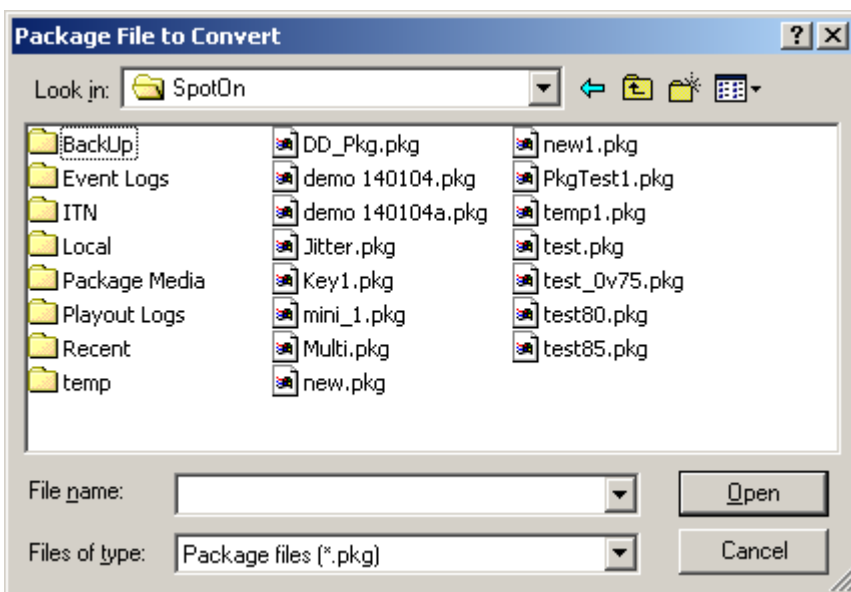 Package File to Convert
Look in: SpotOn
BackUp
Event Logs
ITN
Local
Package Media
Playout Logs
Recent
temp
DD_Pkg.pkg
demo 140104.pkg
demo 140104a.pkg
Jitter.pkg
Key1.pkg
mini_1.pkg
Multi.pkg
new.pkg
new1.pkg
PkgTest1.pkg
temp1.pkg
test.pkg
test_0v75.pkg
test80.pkg
test85.pkg
File name:
Open
Files of type: Package files (*.pkg)
Cancel